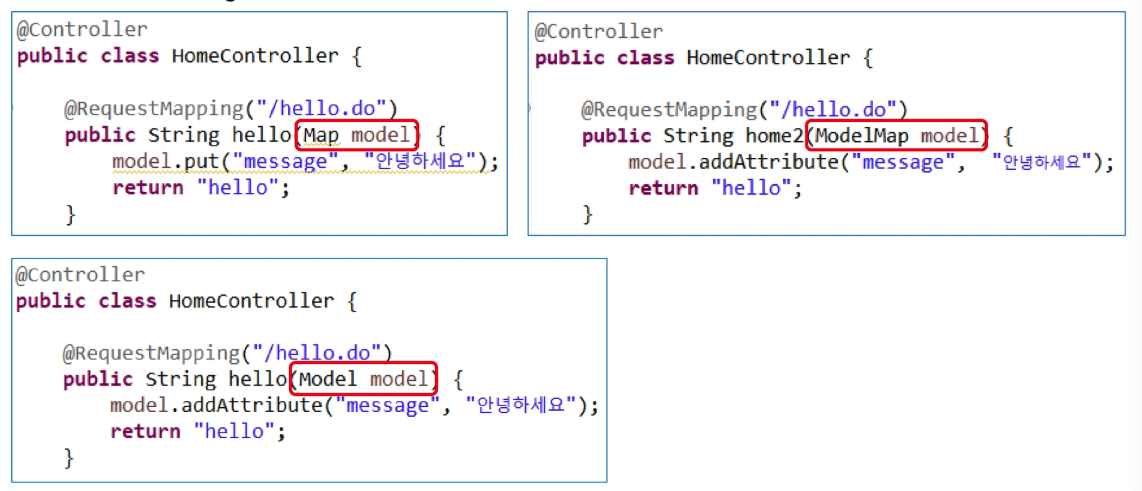 @Controller
public class HomeController {
@RequestMapping("/hello.do")
public String hello(Map model) {
model.put("message", "안녕하세요");
return "hello";
}
@Controller
public class HomeController {
@RequestMapping("/hello.do")
public String home2(ModelMap model) {
model.addAttribute("message", "안녕하세요");
return "hello";
}
@Controller
public class HomeController {
@RequestMapping("/hello.do")
public String hello(Model model) {
model.addAttribute("message", "안녕하세요");
return "hello";
}